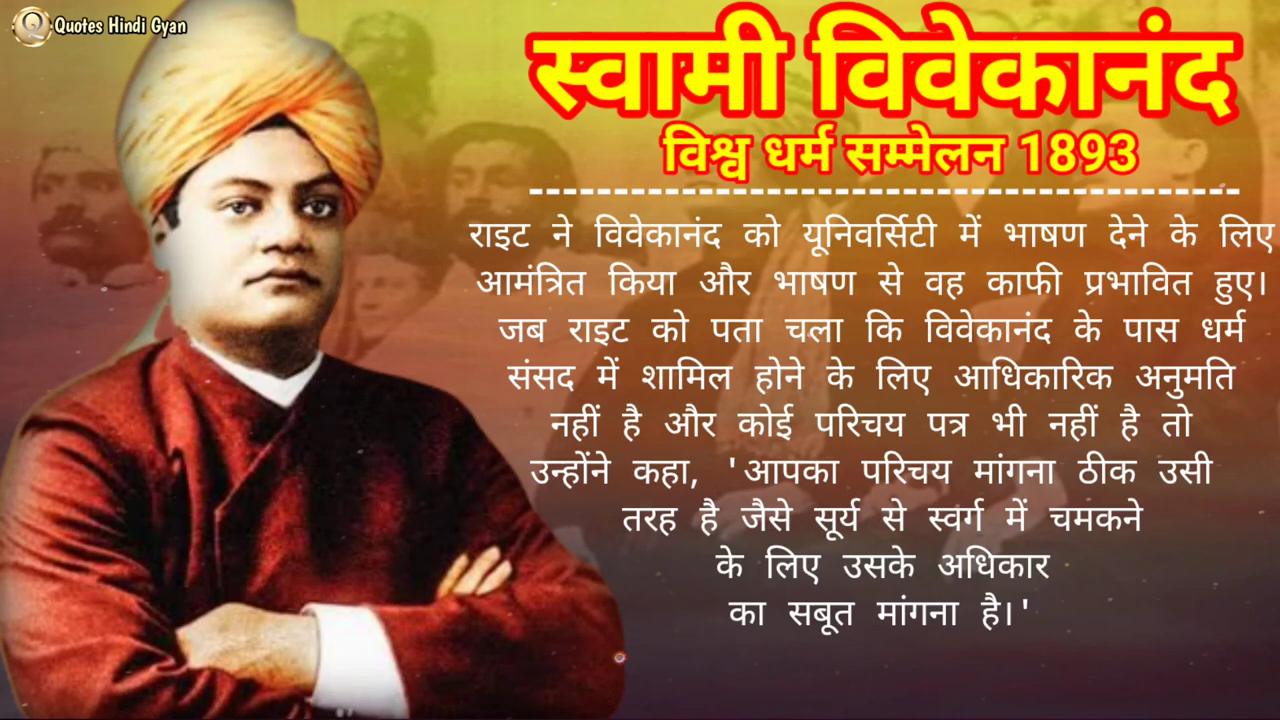 Quotes Hindi Gyan
स्वामी विवेकानंद
विश्व धर्म सम्मेलन 1893
राइट ने विवेकानंद को यूनिवर्सिटी में भाषण देने के लिए
आमंत्रित किया और भाषण से वह काफी प्रभावित हुए।
जब राइट को पता चला कि विवेकानंद के पास धर्म
संसद में शामिल होने के लिए आधिकारिक अनुमति
नहीं है और कोई परिचय पत्र भी नहीं है तो
उन्होंने कहा, 'आपका परिचय मांगना ठीक उसी
तरह है जैसे सूर्य से स्वर्ग में चमकने
के लिए उसके अधिकार
का सबूत मांगना है।'